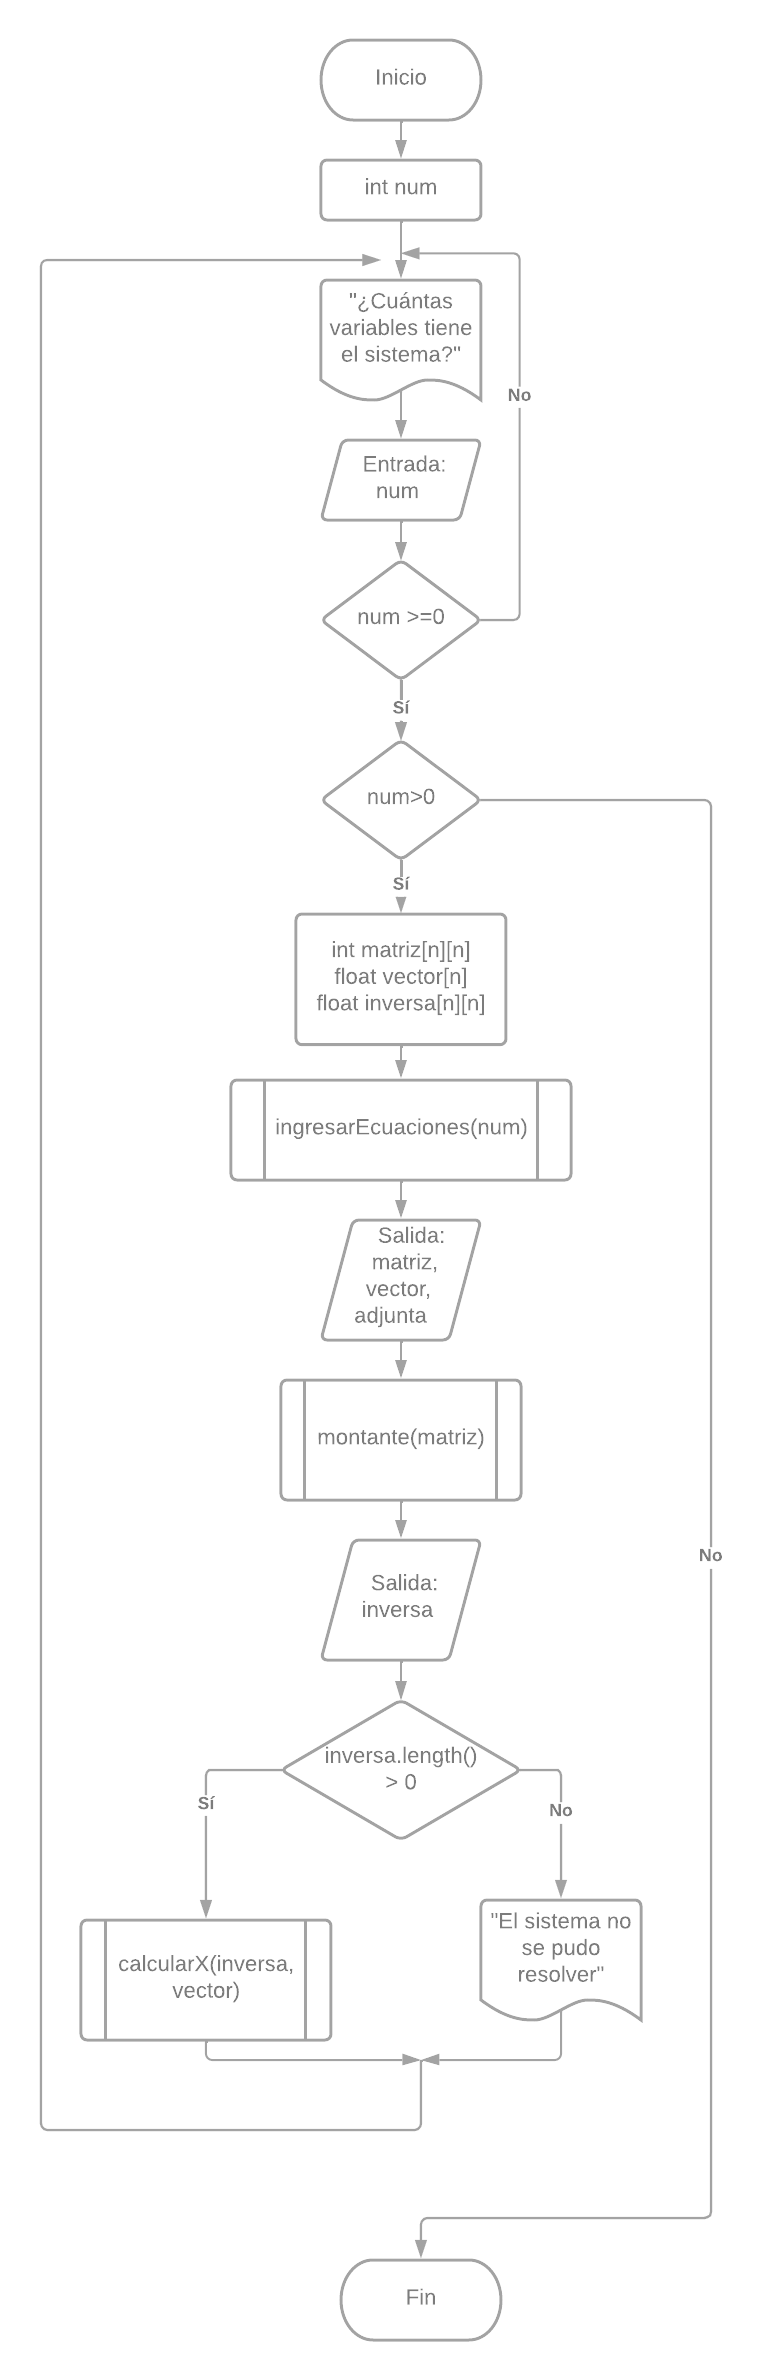 Inicio
int num
"¿Cuántas
variables tiene
el sistema?"
No
Entrada:
num
num >=0
Sí
num>0
Sí
int matriz[n][n]
float vector[n]
float inversa[n][n]
ingresarEcuaciones(num)
Salida:
matriz,
vector,
adjunta
montante(matriz)
No
Salida:
inversa
inversa.length()
> 0
Sí
No
calcularX(inversa,
vector)
"El sistema no
se pudo
resolver"
Fin